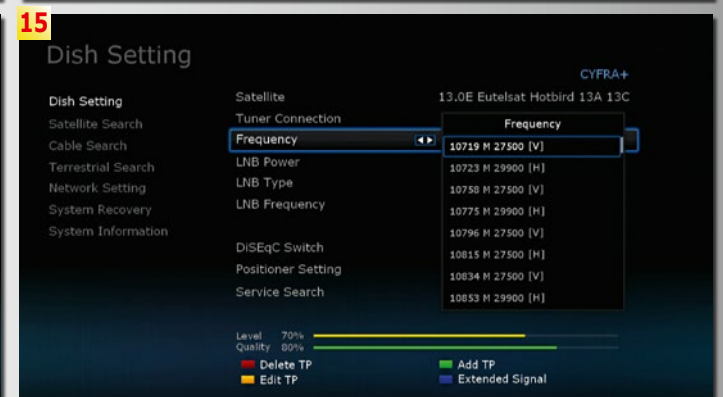 15
Dish Setting
CYFRA+
Dish Setting
Satellite Search
Cable Search
Terrestrial Search
Network Setting
System Recovery
System Information
Satellite
13.0E Eutelsat Hotbird 13A 13C
Tuner Connection
Frequency
LNB Power
LNB Type
LNB Frequency
DiSEqC Switch
Positioner Setting
Service Search
Frequency
10719 M 27500 [V]
10723 M 29900 [H]
10758 M 27500 [V]
10775 M 29900 [H]
10796 M 27500 [V]
10815 M 27500 [H]
10834 M 27500 [V]
10853 M 29900 [H]
Level 70%
Quality 80%
Delete TP
Add TP
Edit TP
Extended Signal